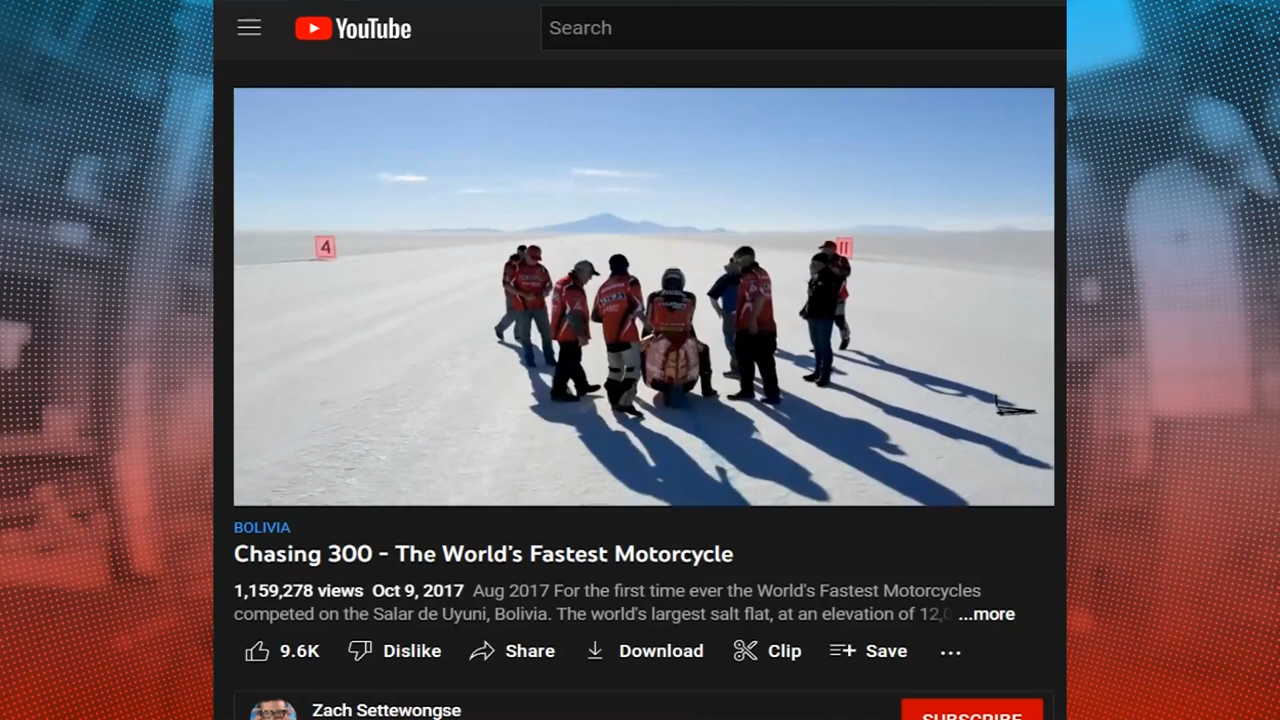 YouTube
Search
4
BOLIVIA
Chasing 300 - The World's Fastest Motorcycle
1,159,278 views Oct 9, 2017 Aug 2017 For the first time ever the World's Fastest Motorcycles
competed on the Salar de Uyuni, Bolivia. The world's largest salt flat, at an elevation of 12, ...more
9.6K Dislike Share Download Clip Save ...
Zach Settewongse
SUBSCRIBE